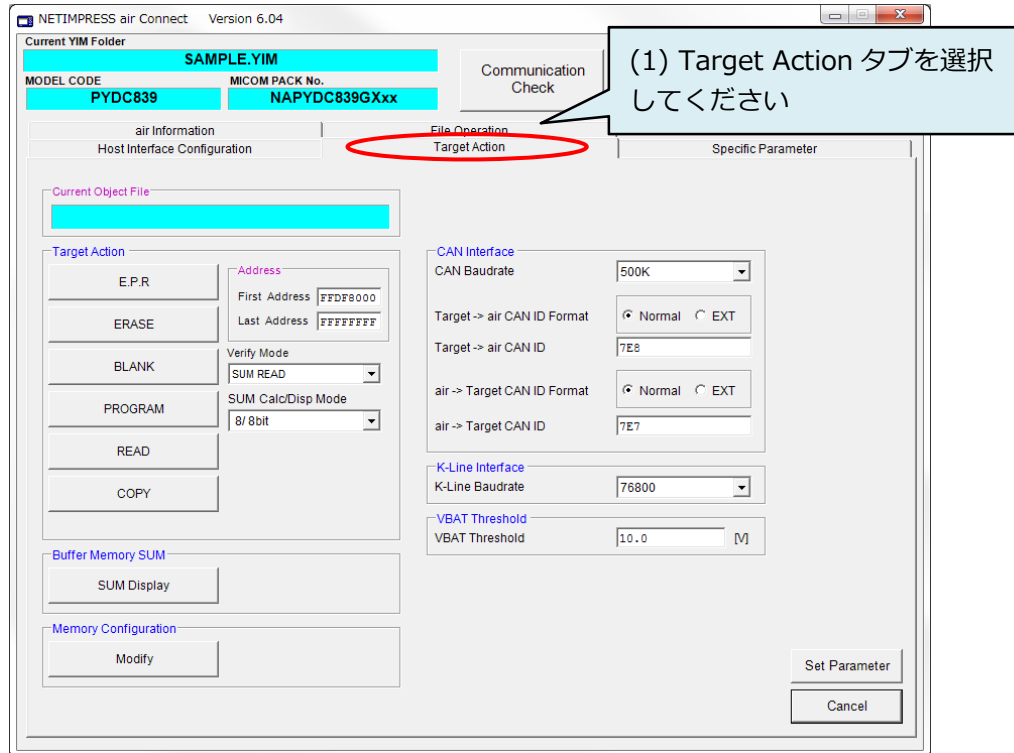 NETIMPRESS air Connect Version 6.04
Current YIM Folder
SAMPLE.YIM
MODEL CODE
MICOM PACK No.
PYDC839
NAPYDC839GXxx
Communication
Check
(1) Target Action タブを選択
してください
air Information
File Operation
Host Interface Configuration
Target Action
Specific Parameter
Current Object File
Target Action
E.P.R
ERASE
BLANK
PROGRAM
READ
COPY
Address
First Address FFDF8000
Last Address FFFFFFFF
Verify Mode
SUM READ
SUM Calc/Disp Mode
8/ 8bit
Buffer Memory SUM
SUM Display
Memory Configuration
Modify
CAN Interface
CAN Baudrate 500K
Target -> air CAN ID Format Normal EXT
Target -> air CAN ID 7E8
air -> Target CAN ID Format Normal EXT
air -> Target CAN ID 7E7
K-Line Interface
K-Line Baudrate 76800
VBAT Threshold
VBAT Threshold 10.0 [V]
Set Parameter
Cancel